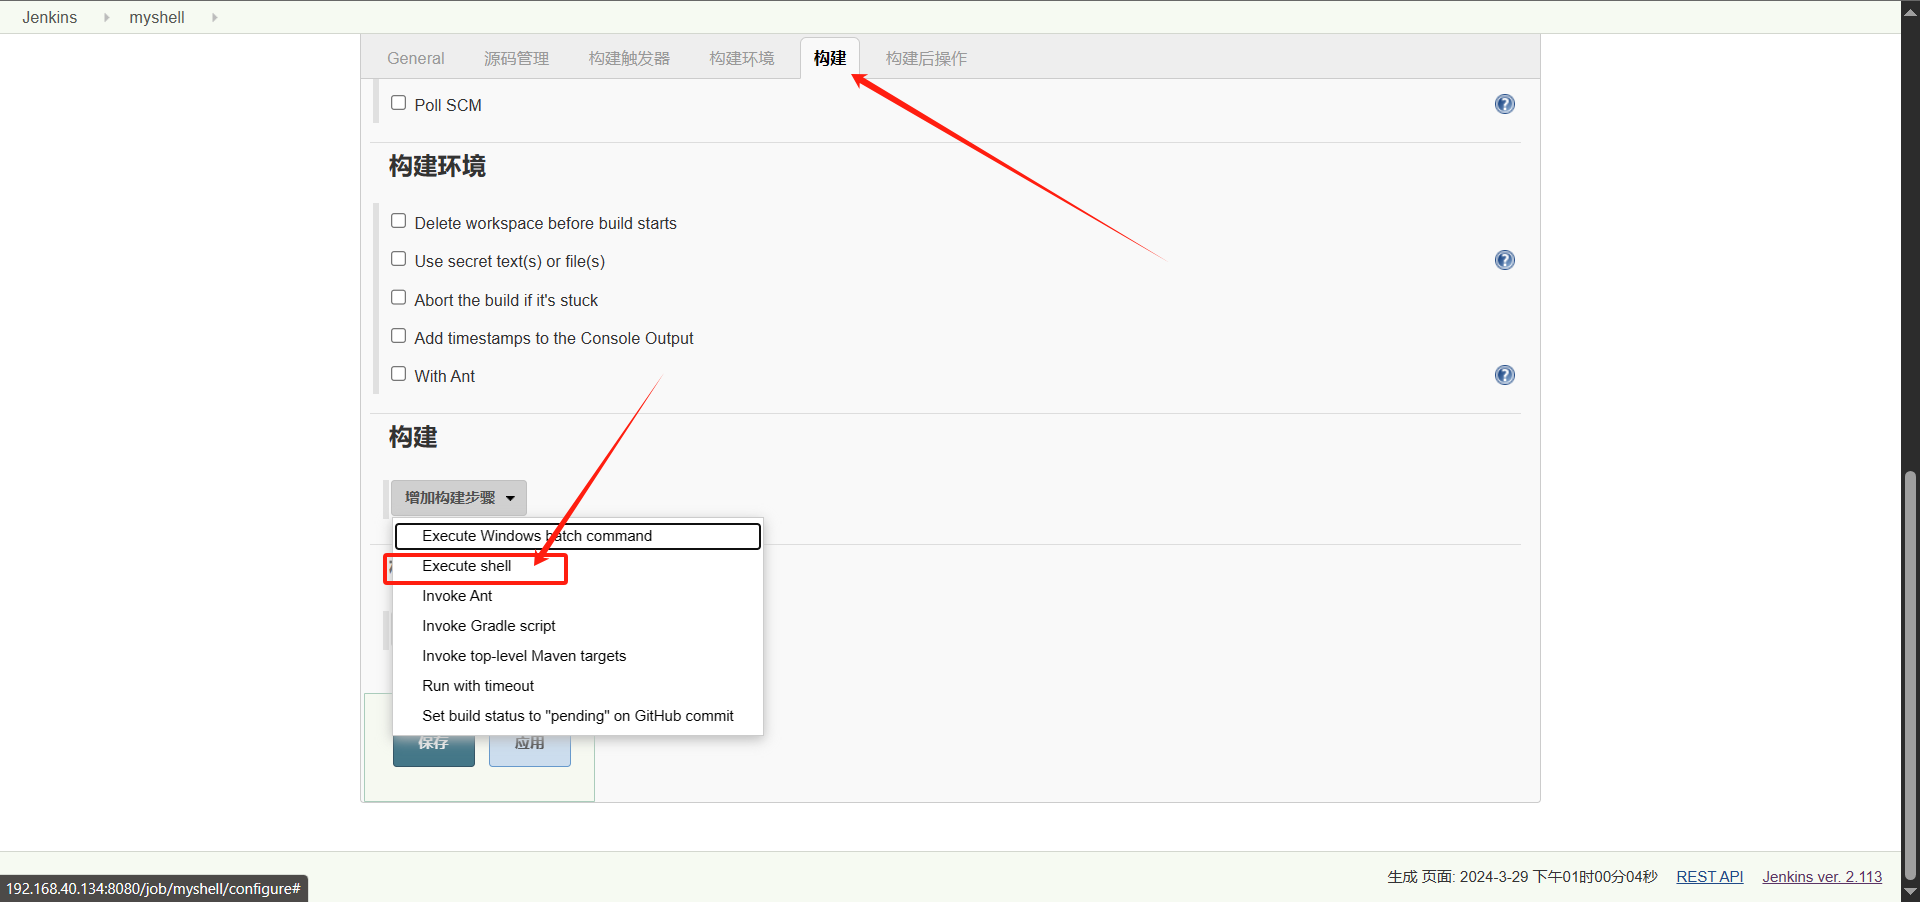 Jenkins myshell
General 源码管理 构建触发器 构建环境 构建 构建后操作
Poll SCM
构建环境
Delete workspace before build starts
Use secret text(s) or file(s)
Abort the build if it's stuck
Add timestamps to the Console Output
With Ant
构建
增加构建步骤
Execute Windows batch command
Execute shell
Invoke Ant
Invoke Gradle script
Invoke top-level Maven targets
Run with timeout
Set build status to "pending" on GitHub commit
保存 应用
生成 页面: 2024-3-29 下午01时00分04秒 REST API Jenkins ver. 2.113
192.168.40.134:8080/job/myshell/configure#